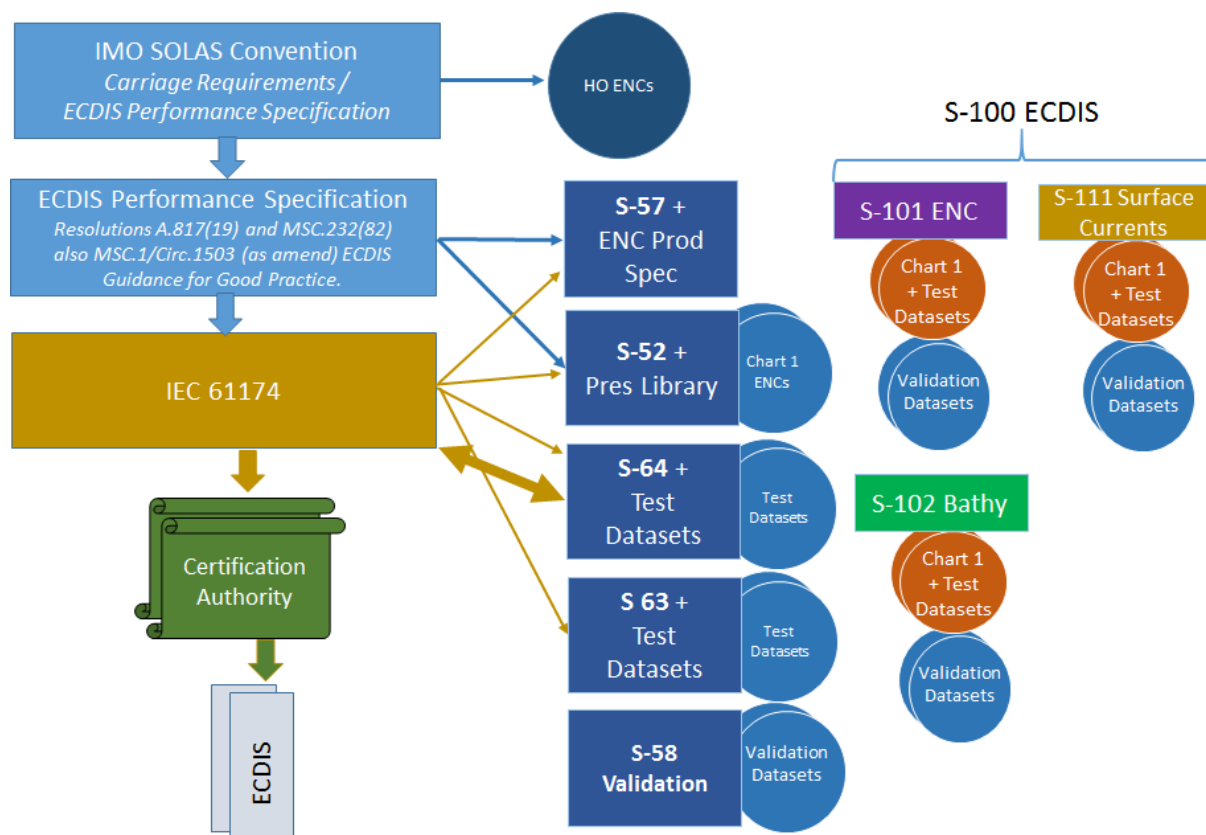 IMO SOLAS Convention
Carriage Requirements /
ECDIS Performance Specification
HO ENCs
ECDIS Performance Specification
Resolutions A.817(19) and MSC.232(82)
also MSC.1/Circ.1503 (as amend) ECDIS
Guidance for Good Practice.
IEC 61174
Certification
Authority
ECDIS
S-57 +
ENC Prod
Spec
S-52 +
Pres Library
Chart 1
ENCs
S-64 +
Test
Datasets
Test
Datasets
S 63 +
Test
Datasets
Test
Datasets
S-58
Validation
Validation
Datasets
S-100 ECDIS
S-101 ENC
Chart 1
+ Test
Datasets
Validation
Datasets
S-111 Surface
Currents
Chart 1
+ Test
Datasets
Validation
Datasets
S-102 Bathy
Chart 1
+ Test
Datasets
Validation
Datasets